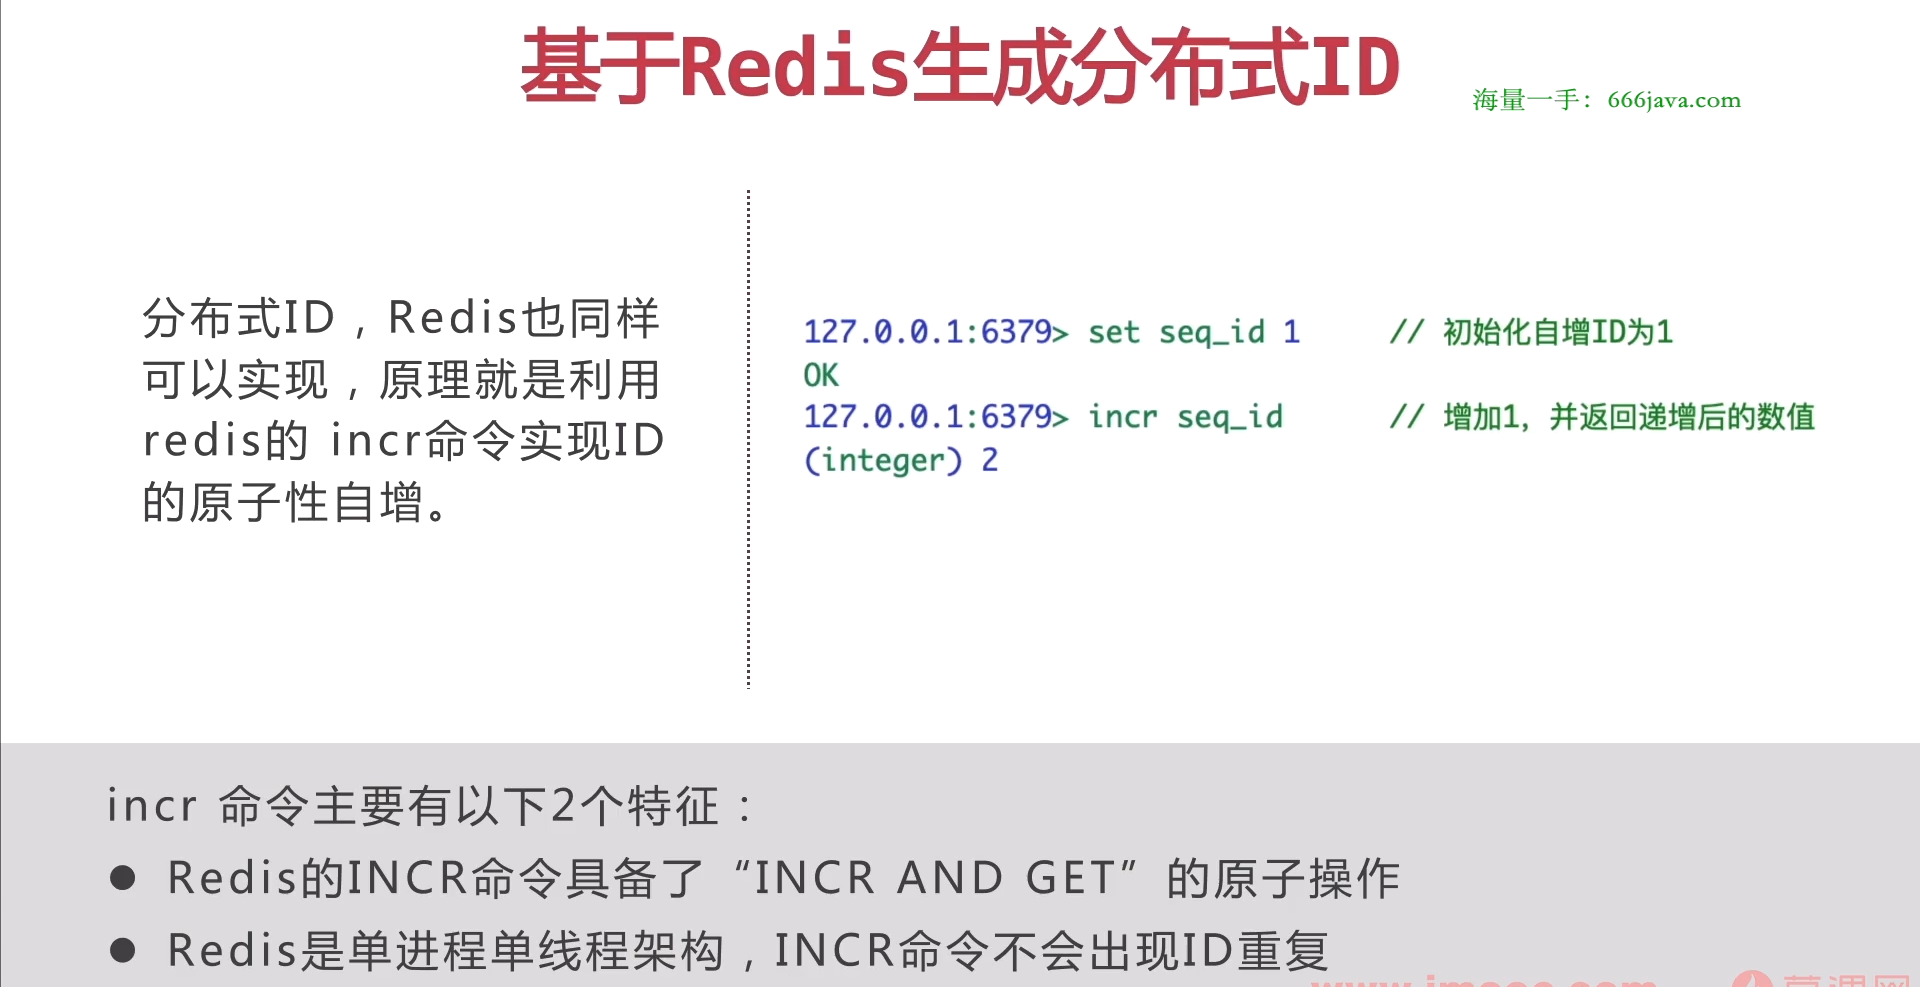 基于Redis生成分布式ID
海量一手：666java.com
分布式ID，Redis也同样
可以实现，原理就是利用
redis的 incr命令实现ID
的原子性自增。
127.0.0.1:6379> set seq_id 1 // 初始化自增ID为1
OK
127.0.0.1:6379> incr seq_id // 增加1，并返回递增后的数值
(integer) 2
incr 命令主要有以下2个特征：
● Redis的INCR命令具备了“INCR AND GET”的原子操作
● Redis是单进程单线程架构，INCR命令不会出现ID重复